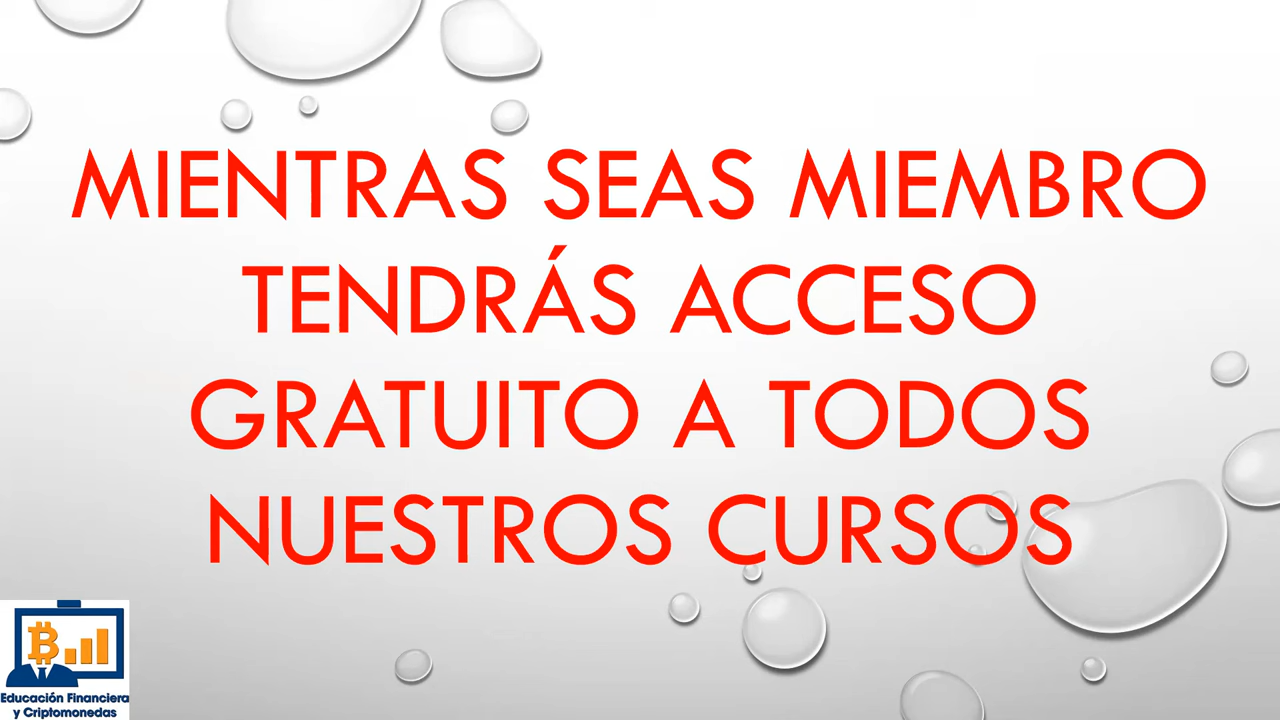 MIENTRAS SEAS MIEMBRO
TENDRÁS ACCESO
GRATUITO A TODOS
NUESTROS CURSOS
Educación Financiera
y Criptomonedas